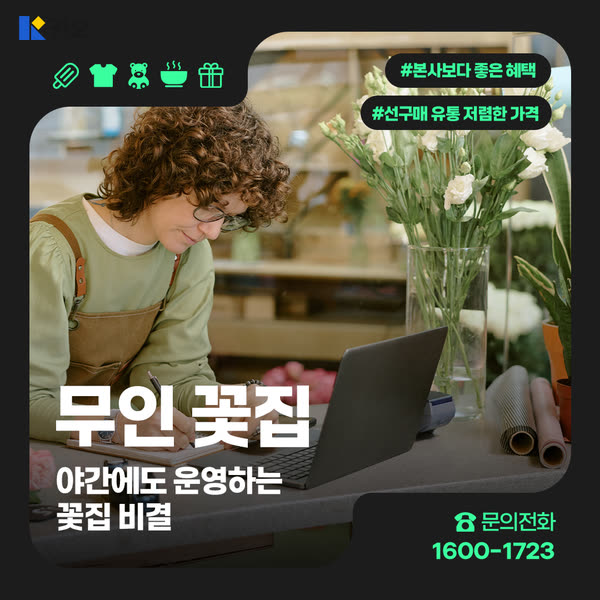 #본사보다 좋은 혜택
#선구매 유통 저렴한 가격
무인 꽃집
야간에도 운영하는
꽃집 비결
☎ 문의전화
1600-1723